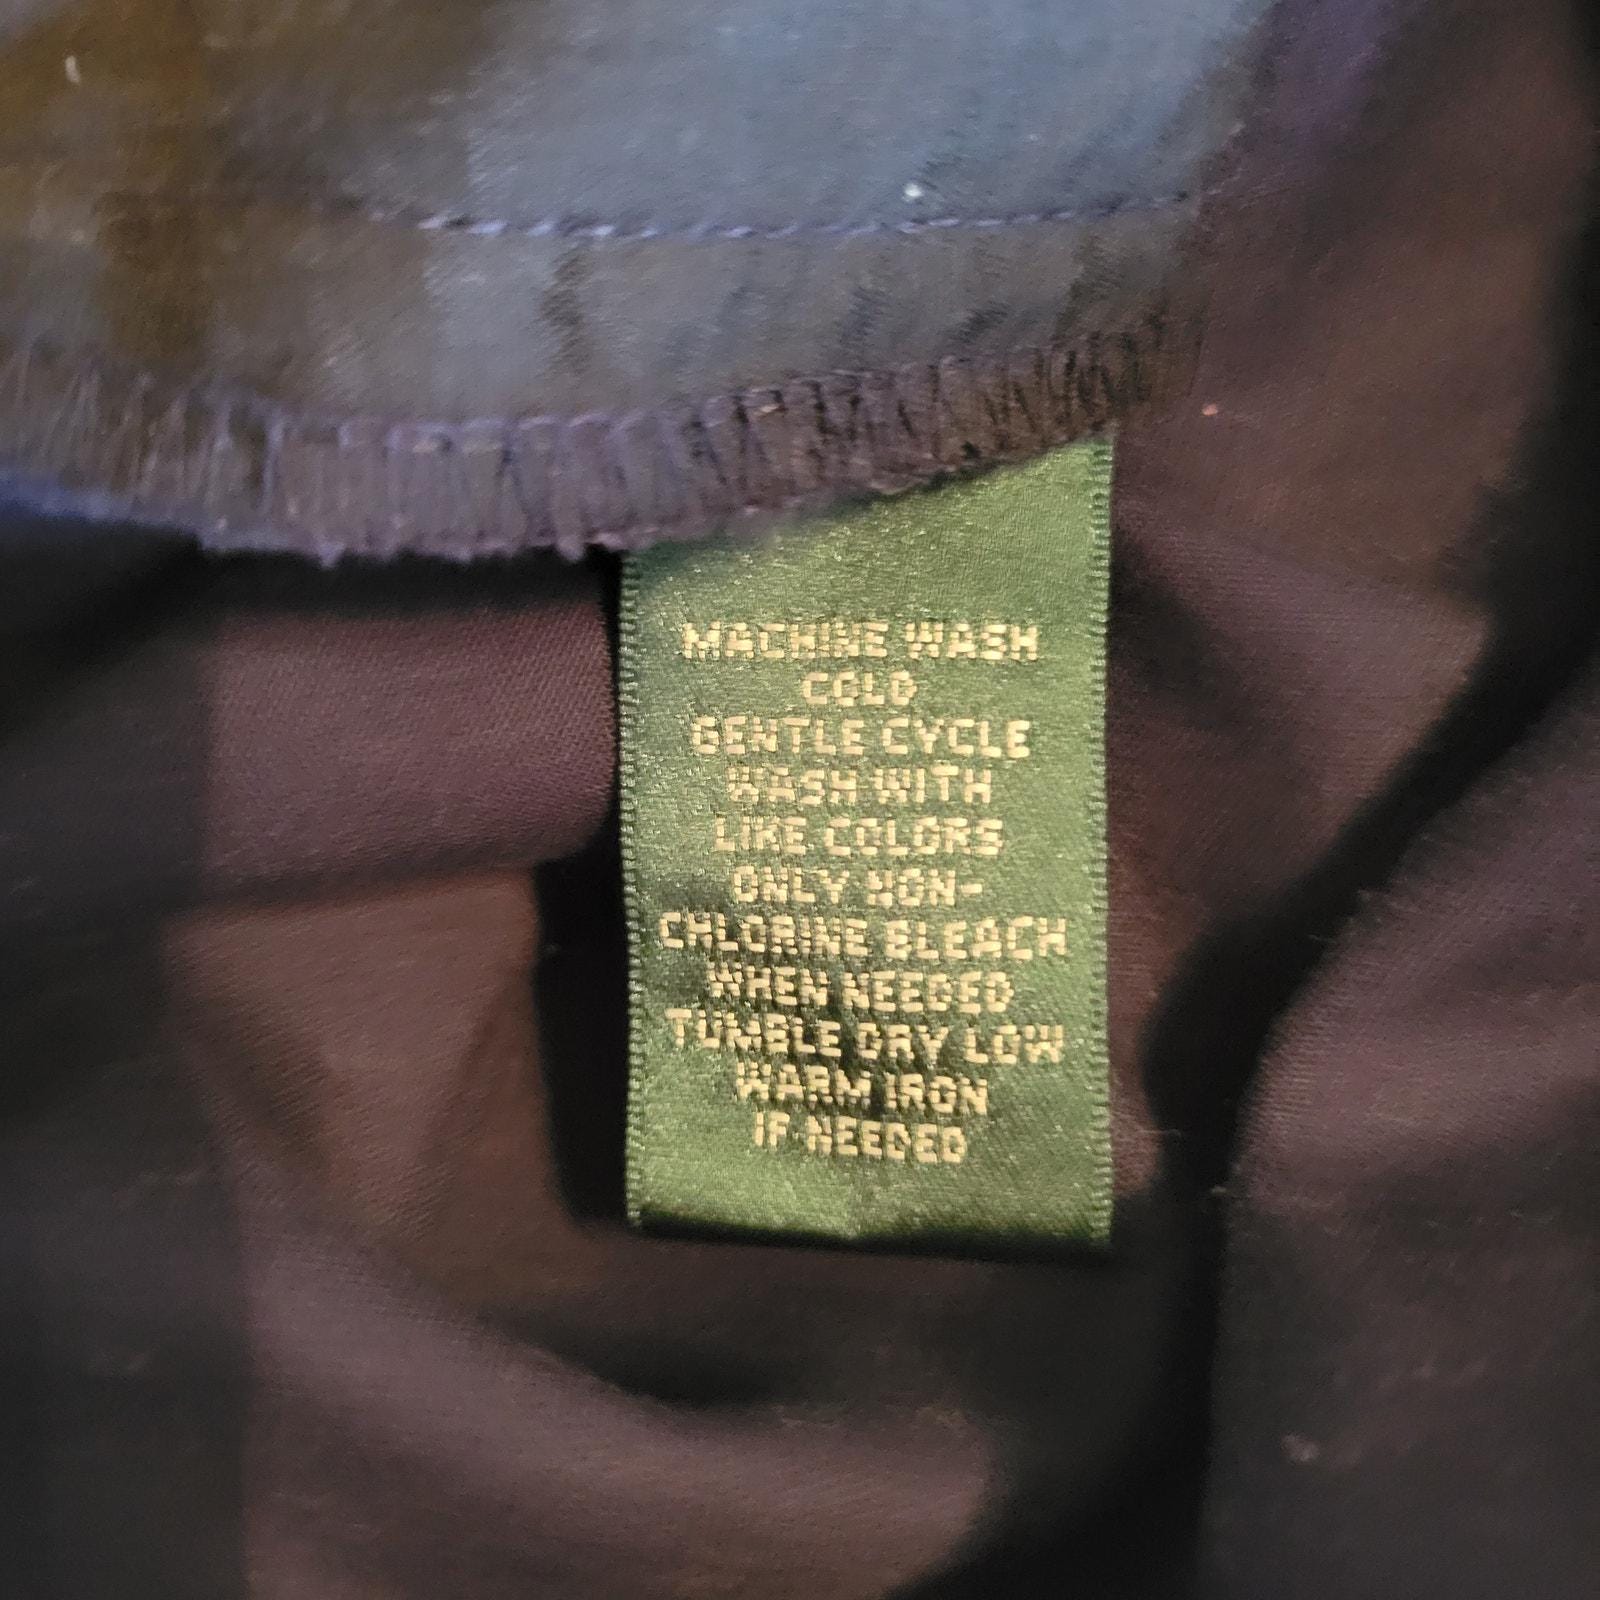 MACHINE WASH
COLD
GENTLE CYCLE
WASH WITH
LIKE COLORS
ONLY NON-
CHLORINE BLEACH
WHEN NEEDED
TUMBLE DRY LOW
WARM IRON
IF NEEDED